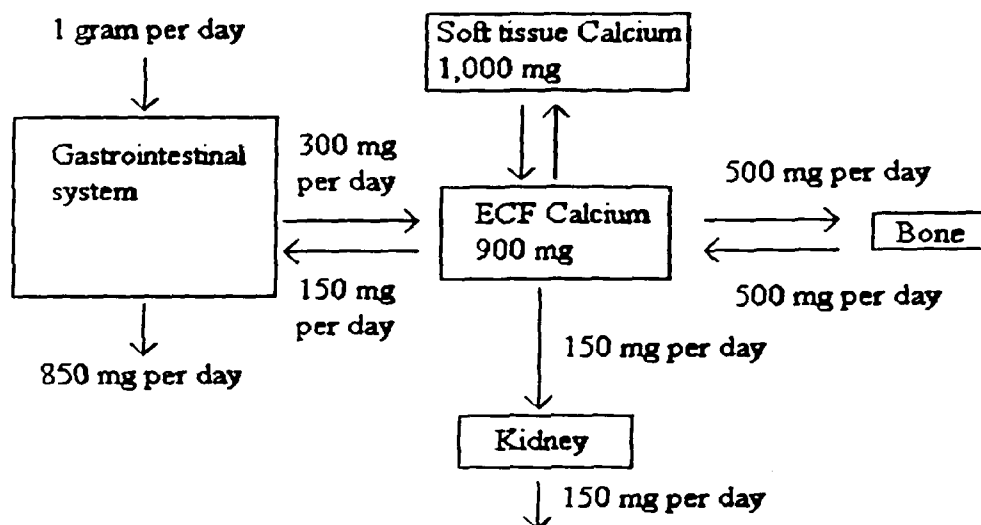 1 gram per day
Soft tissue Calcium
1,000 mg
Gastrointestinal
system
300 mg
per day
500 mg per day
ECF Calcium
900 mg
Bone
150 mg
per day
500 mg per day
850 mg per day
150 mg per day
Kidney
150 mg per day